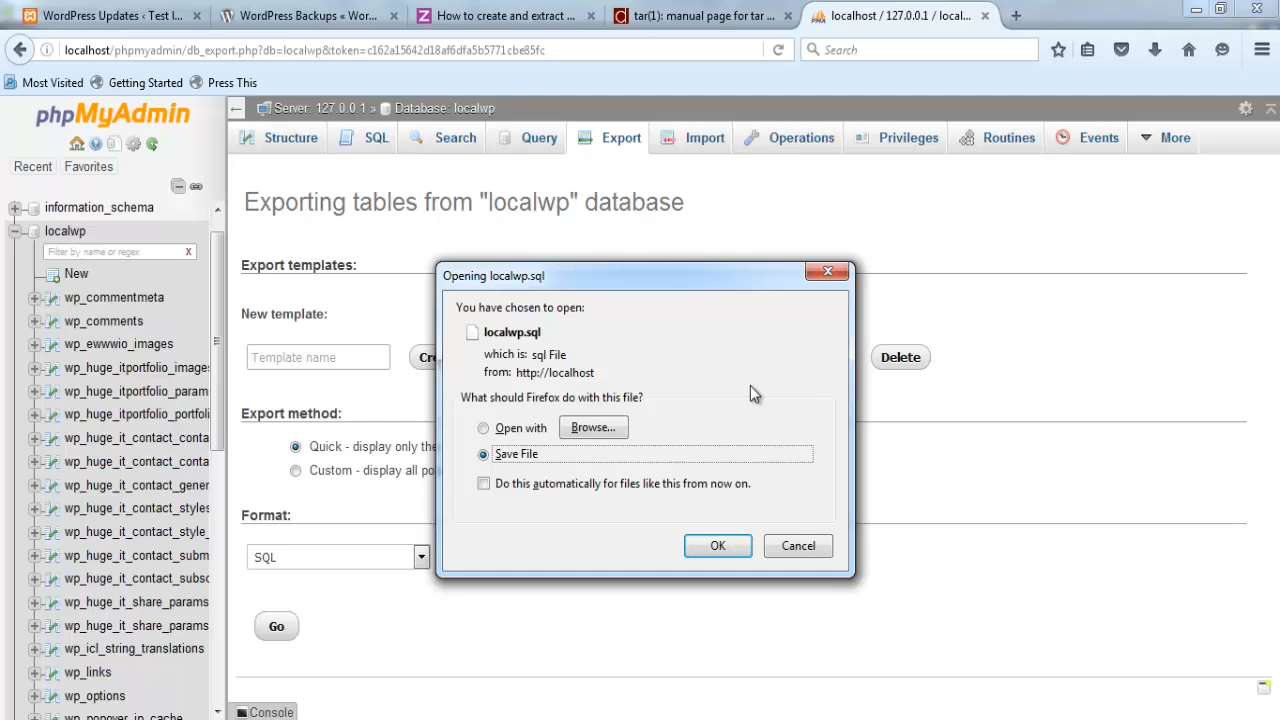 WordPress Updates ‹ Test l... × WordPress Backups « Wor... × How to create and extract ... × tar(1): manual page for tar ... × localhost / 127.0.0.1 / local... × +
localhost/phpmyadmin/db_export.php?db=localwp&token=c162a15642d18af6dfa5b5771cbe85fc
Search
Most Visited Getting Started Press This
phpMyAdmin
Server: 127.0.0.1 » Database: localwp
Structure SQL Search Query Export Import Operations Privileges Routines Events More
Recent Favorites
Exporting tables from "localwp" database
information_schema
localwp
Filter by name or regex X
New
wp_commentmeta
wp_comments
wp_ewwwio_images
wp_huge_itportfolio_images
wp_huge_itportfolio_param
wp_huge_itportfolio_portfoli
wp_huge_it_contact_conta
wp_huge_it_contact_conta
wp_huge_it_contact_gener
wp_huge_it_contact_styles
wp_huge_it_contact_style_
wp_huge_it_contact_subm
wp_huge_it_contact_subsc
wp_huge_it_share_params
wp_huge_it_share_params
wp_icl_string_translations
wp_links
wp_options
wp_popover_ip_cache
Export templates:
New template:
Template name
Cr
Delete
Export method:
Quick - display only the
Custom - display all po
Format:
SQL
Go
Console
Opening localwp.sql
You have chosen to open:
localwp.sql
which is: sql File
from: http://localhost
What should Firefox do with this file?
Open with Browse...
Save File
Do this automatically for files like this from now on.
OK Cancel